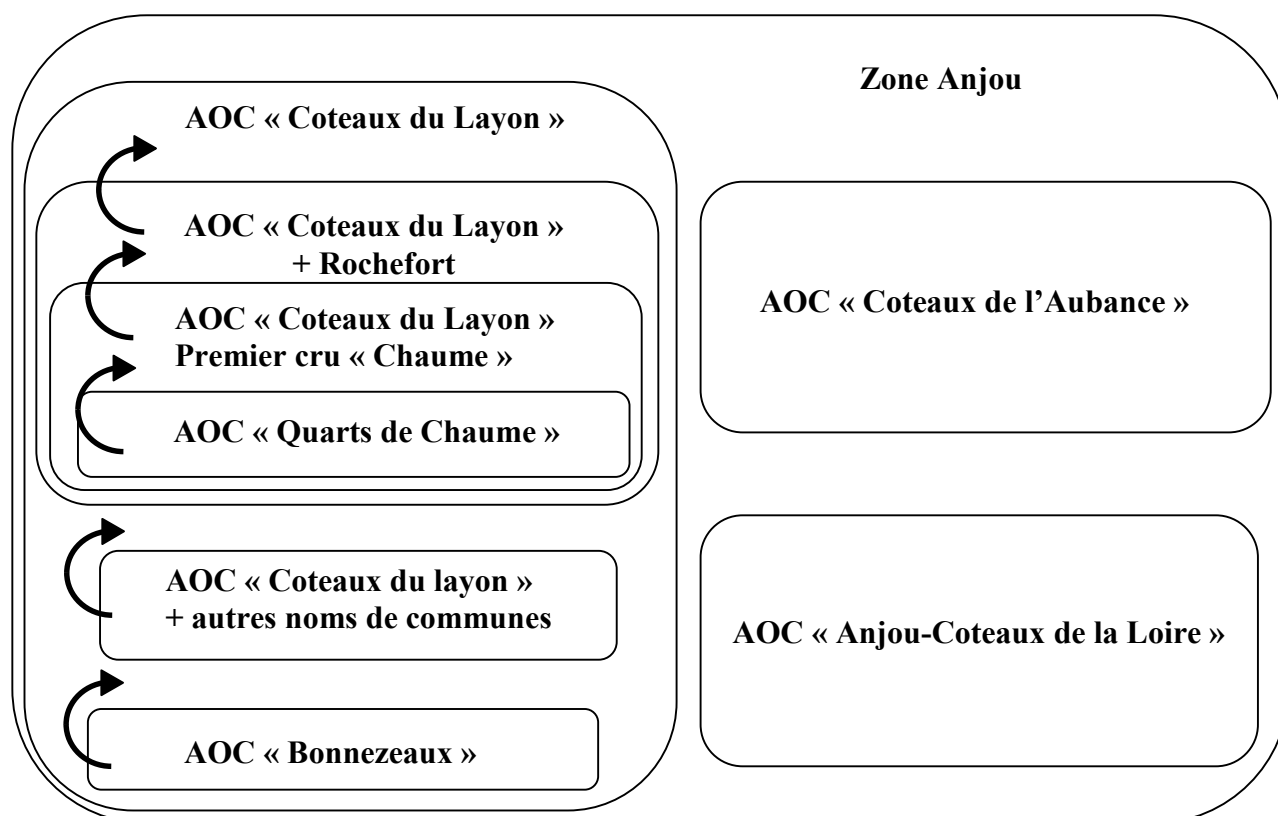 Zone Anjou
AOC « Coteaux du Layon »
AOC « Coteaux du Layon »
+ Rochefort
AOC « Coteaux du Layon »
Premier cru « Chaume »
AOC « Quarts de Chaume »
AOC « Coteaux du layon »
+ autres noms de communes
AOC « Bonnezeaux »
AOC « Coteaux de l’Aubance »
AOC « Anjou-Coteaux de la Loire »